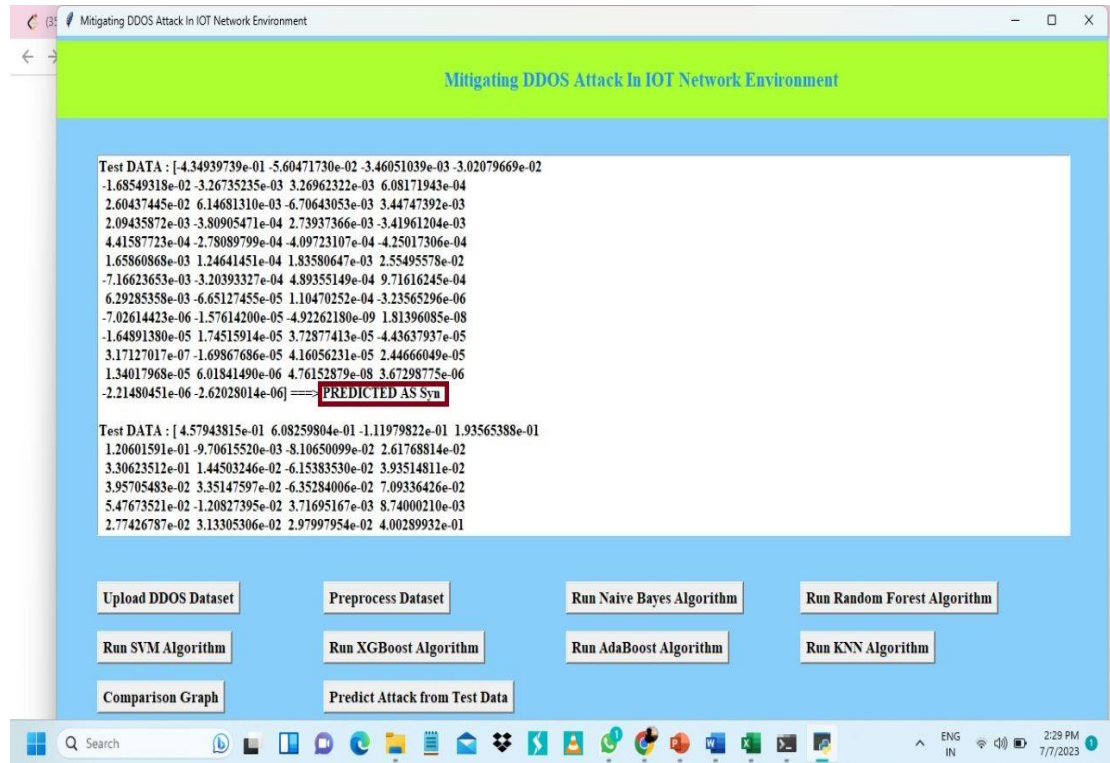 (35
Mitigating DDOS Attack In IOT Network Environment
Mitigating DDOS Attack In IOT Network Environment
Test DATA : [-4.34939739e-01 -5.60471730e-02 -3.46051039e-03 -3.02079669e-02
-1.68549318e-02 -3.26735235e-03 3.26962322e-03 6.08171943e-04
2.60437445e-02 6.14681310e-03 -6.70643053e-03 3.44747392e-03
2.09435872e-03 -3.80905471e-04 2.73937366e-03 -3.41961204e-03
4.41587723e-04 -2.78089799e-04 -4.09723107e-04 -4.25017306e-04
1.65860868e-03 1.24641451e-04 1.83580647e-03 2.55495578e-02
-7.16623653e-03 -3.20393327e-04 4.89355149e-04 9.71616245e-04
6.29285358e-03 -6.65127455e-05 1.10470252e-04 -3.23565296e-06
-7.02614423e-06 -1.57614200e-05 -4.92262180e-09 1.81396085e-08
-1.64891380e-05 1.74515914e-05 3.72877413e-05 -4.43637937e-05
3.17127017e-07 -1.69867686e-05 4.16056231e-05 2.44666049e-05
1.34017968e-05 6.01841490e-06 4.76152879e-08 3.67298775e-06
-2.21480451e-06 -2.62028014e-06] ===> PREDICTED AS Syn
Test DATA : [ 4.57943815e-01 6.08259804e-01 -1.11979822e-01 1.93565388e-01
1.20601591e-01 -9.70615520e-03 -8.10650099e-02 2.61768814e-02
3.30623512e-01 1.44503246e-02 -6.15383530e-02 3.93514811e-02
3.95705483e-02 3.35147597e-02 -6.35284006e-02 7.09336426e-02
5.47673521e-02 -1.20827395e-02 3.71695167e-03 8.74000210e-03
2.77426787e-02 3.13305306e-02 2.97997954e-02 4.00289932e-01
Upload DDOS Dataset Preprocess Dataset Run Naive Bayes Algorithm Run Random Forest Algorithm
Run SVM Algorithm Run XGBoost Algorithm Run AdaBoost Algorithm Run KNN Algorithm
Comparison Graph Predict Attack from Test Data
Search ENG 2:29 PM
IN 7/7/2023 1